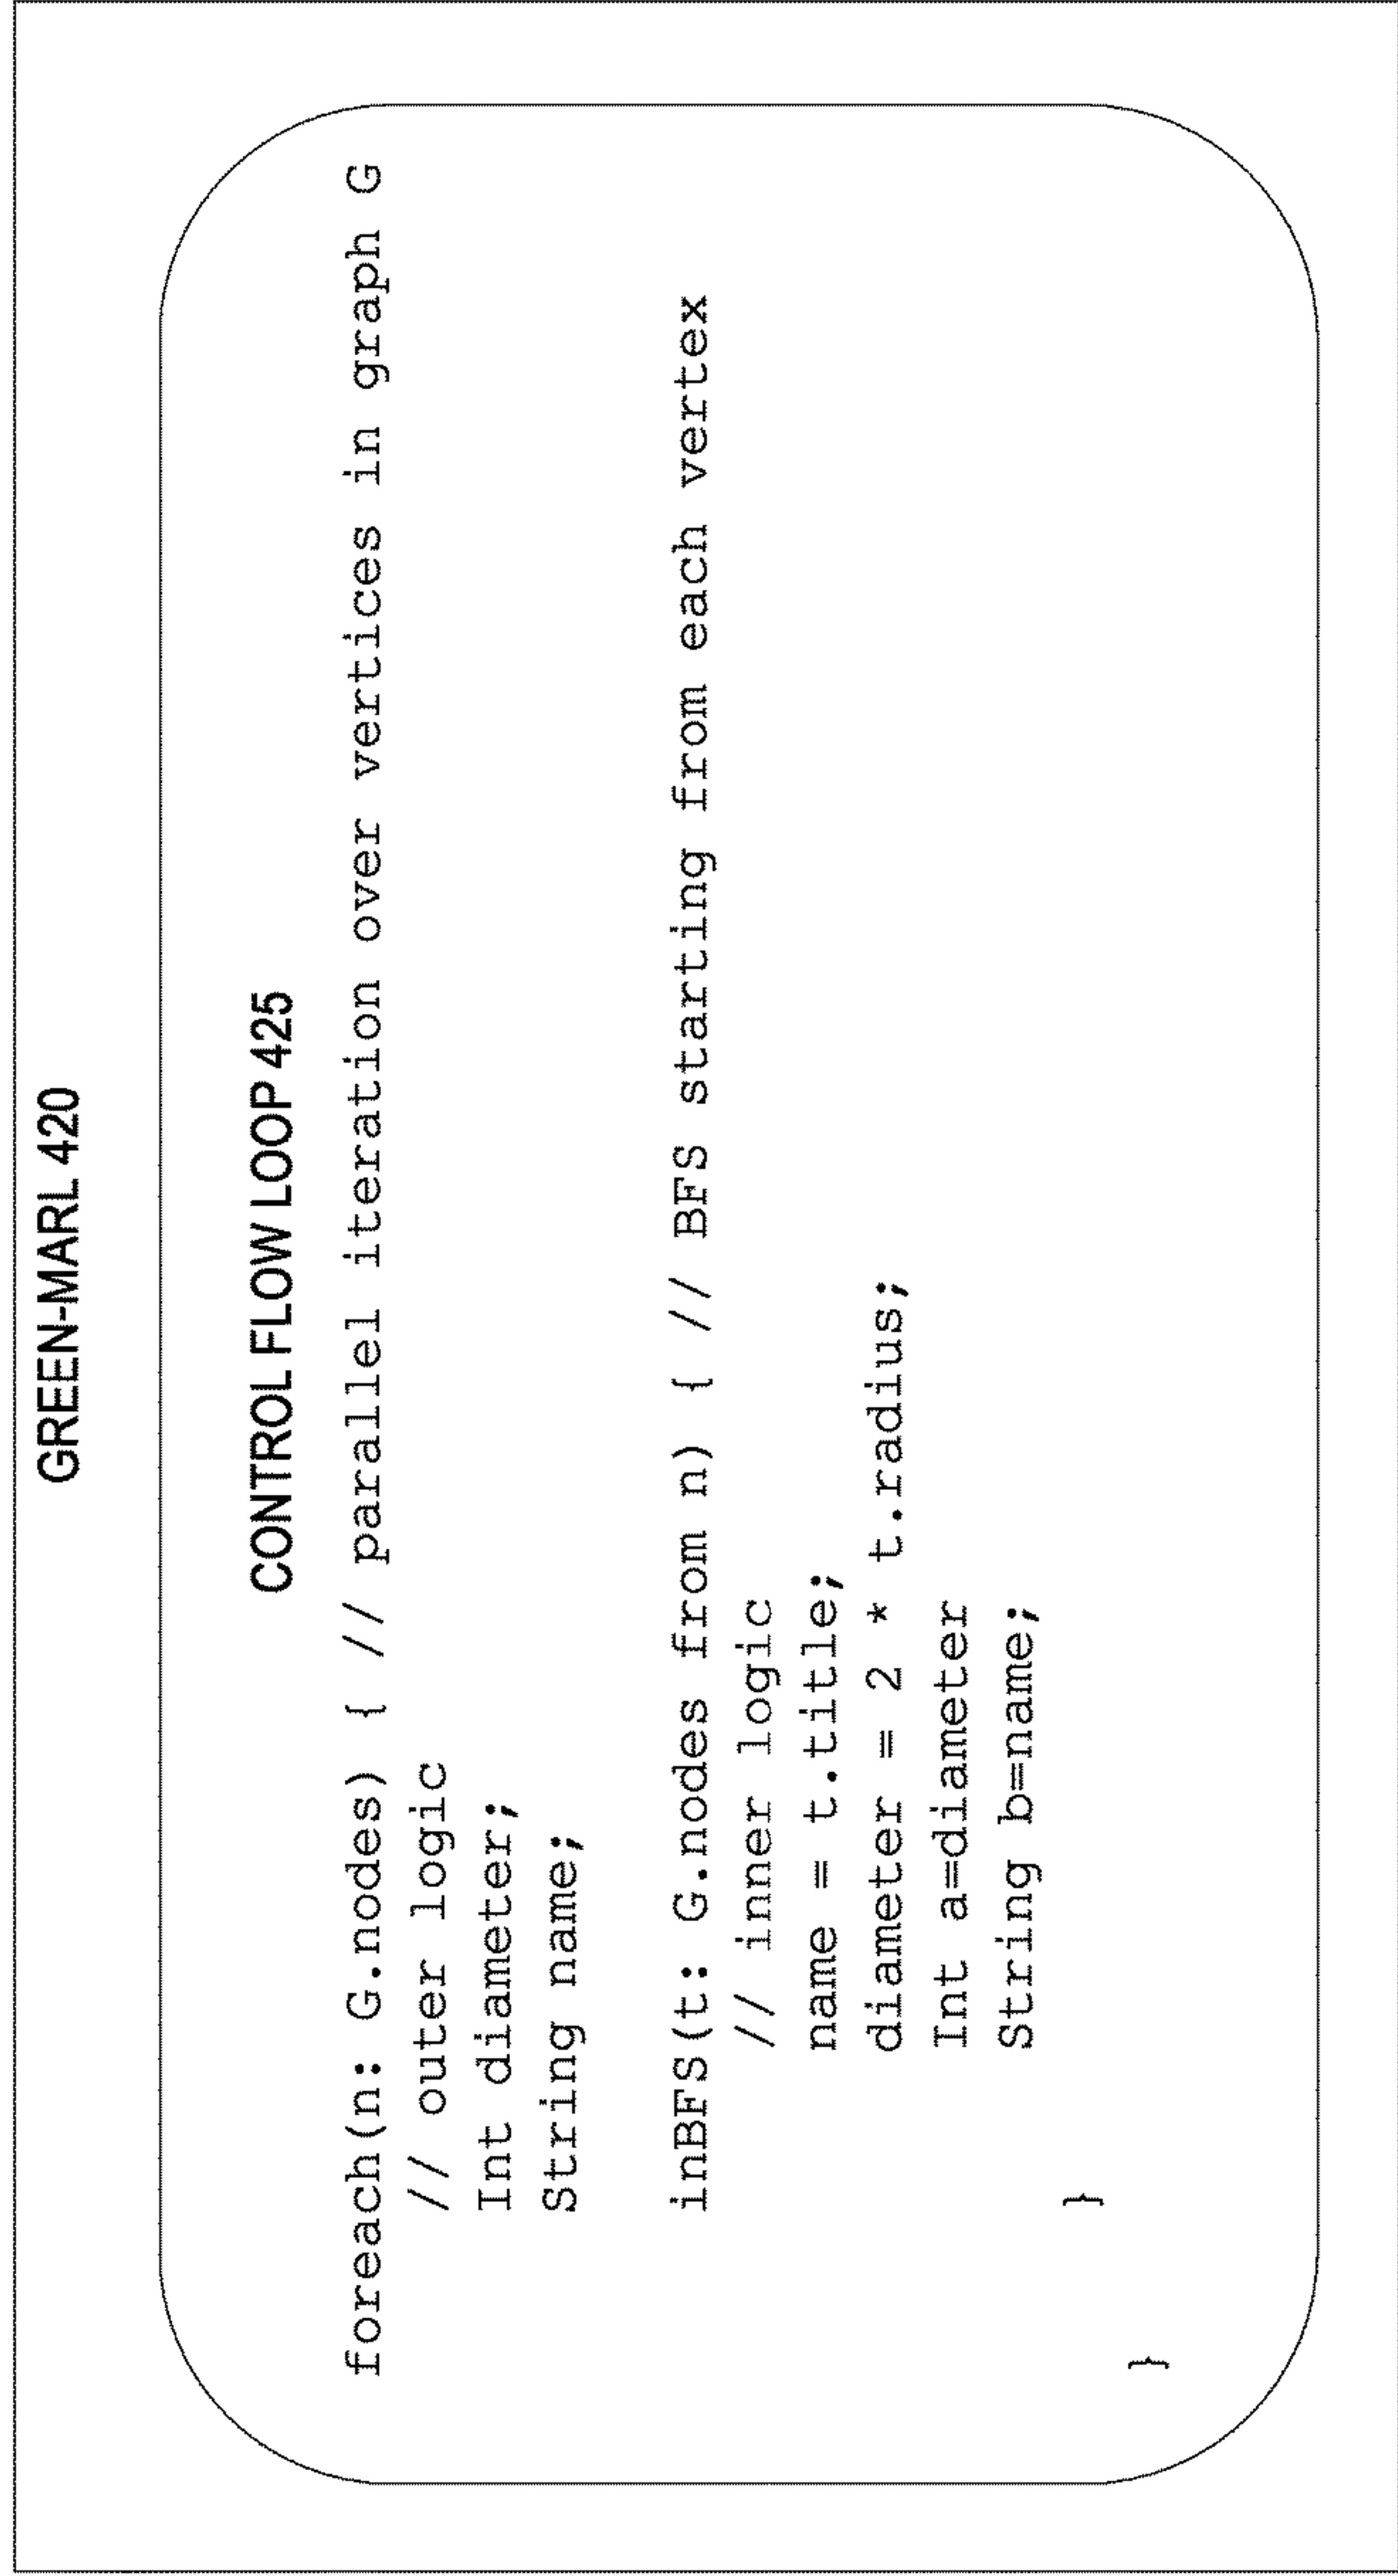 GREEN-MARL 420
CONTROL FLOW LOOP 425
foreach(n: G.nodes) { // parallel iteration over vertices in graph G
// outer logic
Int diameter;
String name;
inBFS(t: G.nodes from n) { // BFS starting from each vertex
// inner logic
name = t.title;
diameter = 2 * t.radius;
Int a=diameter
String b=name;
}
}